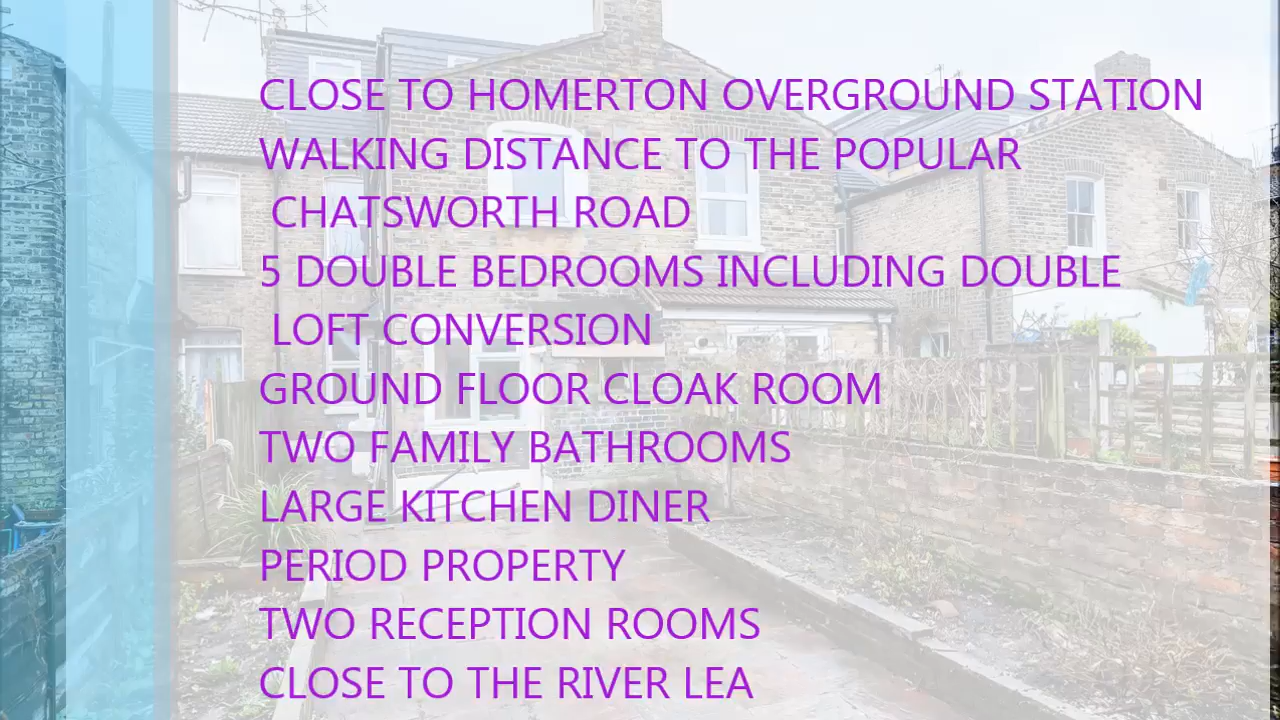 CLOSE TO HOMERTON OVERGROUND STATION
WALKING DISTANCE TO THE POPULAR
CHATSWORTH ROAD
5 DOUBLE BEDROOMS INCLUDING DOUBLE
LOFT CONVERSION
GROUND FLOOR CLOAK ROOM
TWO FAMILY BATHROOMS
LARGE KITCHEN DINER
PERIOD PROPERTY
TWO RECEPTION ROOMS
CLOSE TO THE RIVER LEA